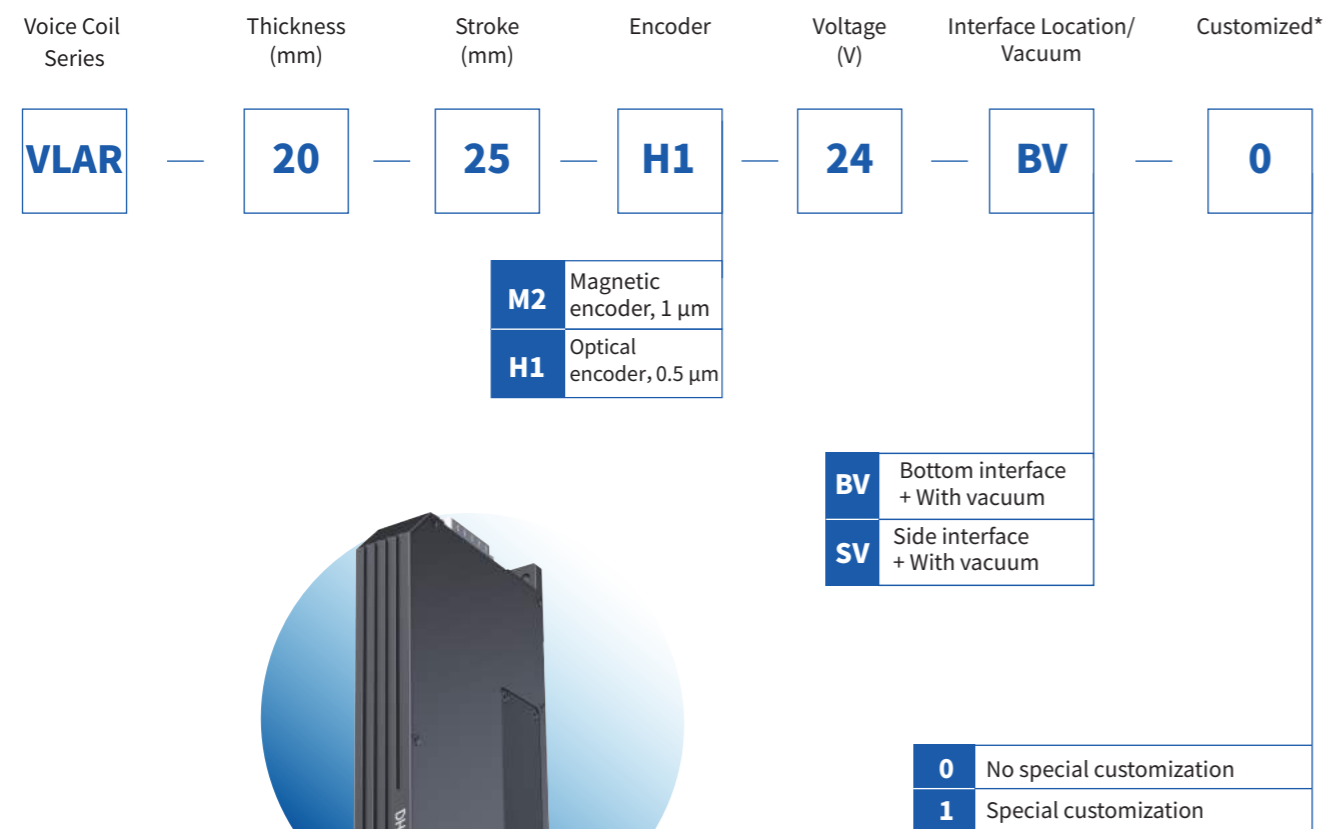 Voice Coil
Series
Thickness
(mm)
Stroke
(mm)
Encoder
Voltage
(V)
Interface Location/
Vacuum
Customized*
VLAR — 20 — 25 — H1 — 24 — BV — 0
M2 Magnetic
encoder, 1 μm
H1 Optical
encoder, 0.5 μm
BV Bottom interface
+ With vacuum
SV Side interface
+ With vacuum
0 No special customization
1 Special customization
DH